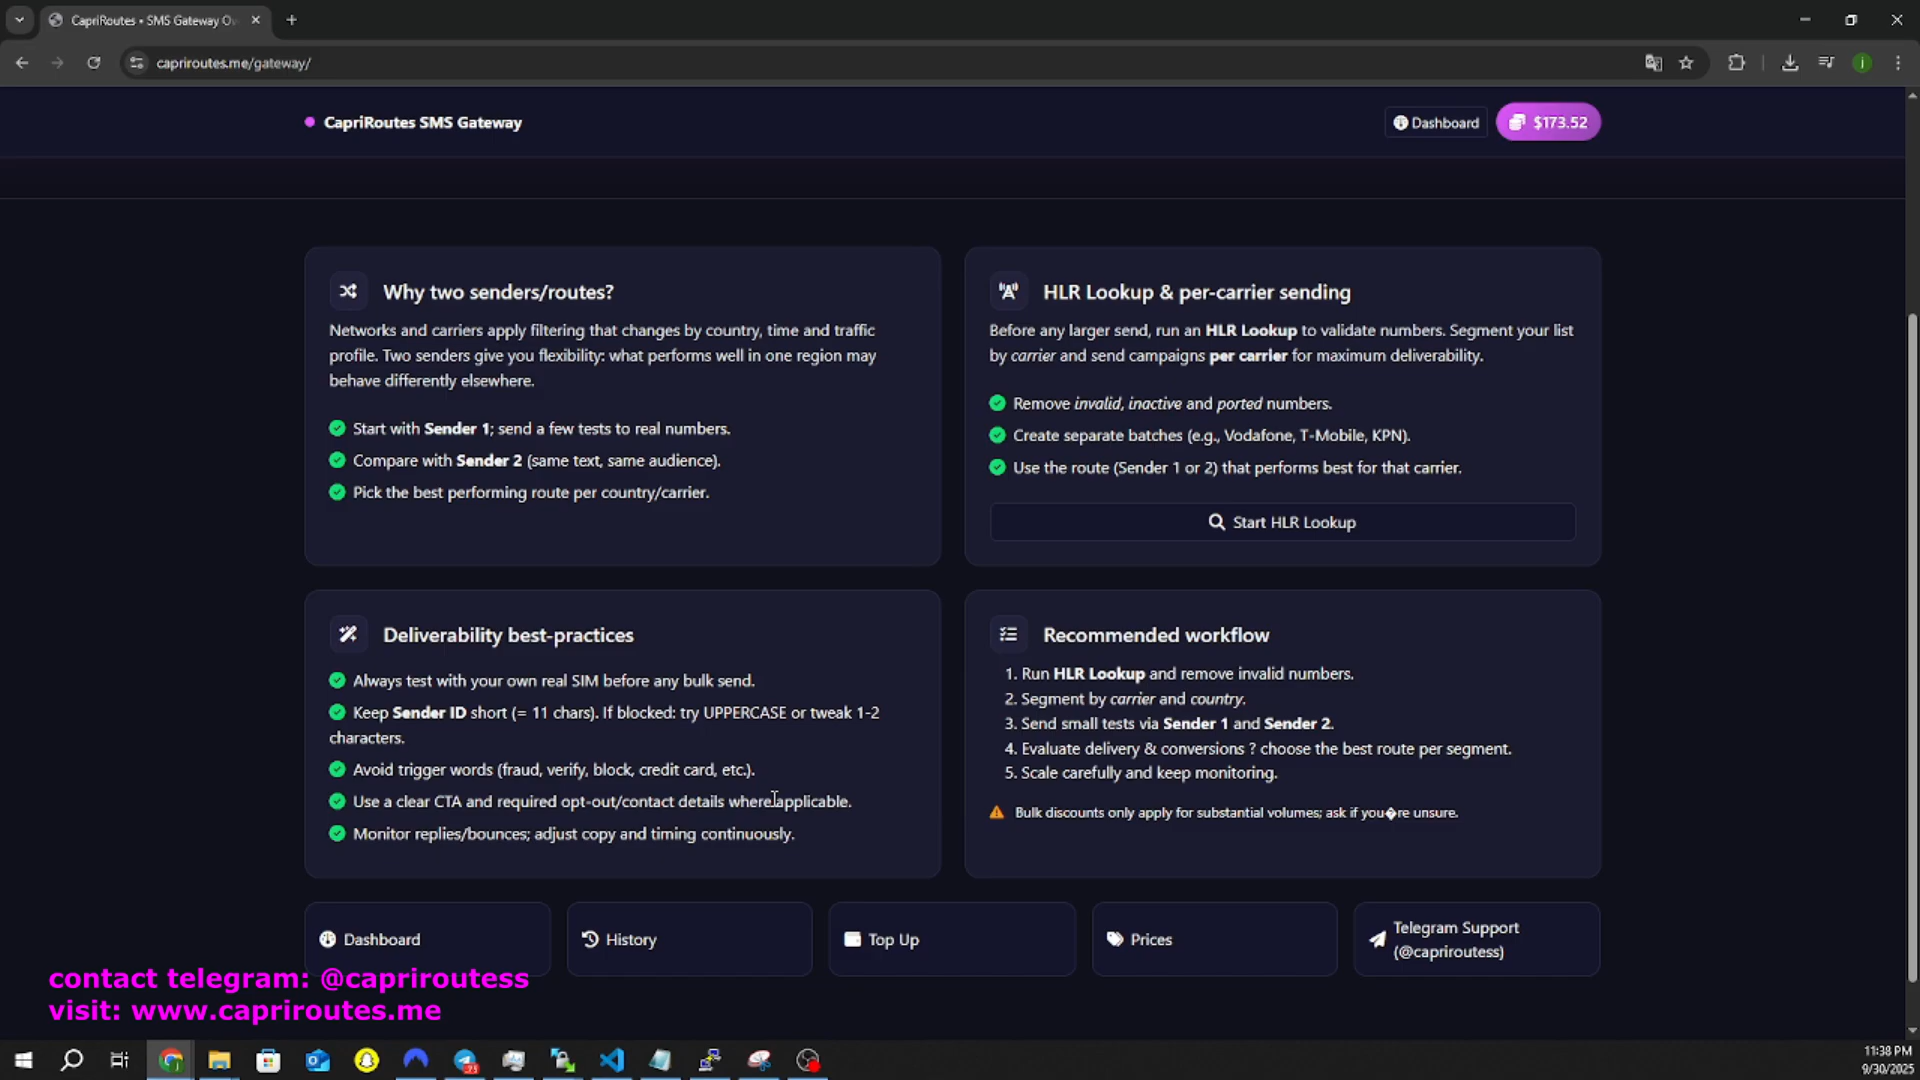 CapriRoutes • SMS Gateway Ov
capriroutes.me/gateway/
j
CapriRoutes SMS Gateway
Dashboard
$173.52
Why two senders/routes?
Networks and carriers apply filtering that changes by country, time and traffic
profile. Two senders give you flexibility: what performs well in one region may
behave differently elsewhere.
Start with Sender 1; send a few tests to real numbers.
Compare with Sender 2 (same text, same audience).
Pick the best performing route per country/carrier.
HLR Lookup & per-carrier sending
Before any larger send, run an HLR Lookup to validate numbers. Segment your list
by carrier and send campaigns per carrier for maximum deliverability.
Remove invalid, inactive and ported numbers.
Create separate batches (e.g., Vodafone, T-Mobile, KPN).
Use the route (Sender 1 or 2) that performs best for that carrier.
Start HLR Lookup
Deliverability best-practices
Always test with your own real SIM before any bulk send.
Keep Sender ID short (= 11 chars). If blocked: try UPPERCASE or tweak 1-2
characters.
Avoid trigger words (fraud, verify, block, credit card, etc.).
Use a clear CTA and required opt-out/contact details where applicable.
Monitor replies/bounces; adjust copy and timing continuously.
Recommended workflow
1. Run HLR Lookup and remove invalid numbers.
2. Segment by carrier and country.
3. Send small tests via Sender 1 and Sender 2.
4. Evaluate delivery & conversions ? choose the best route per segment.
5. Scale carefully and keep monitoring.
Bulk discounts only apply for substantial volumes; ask if you�re unsure.
Dashboard
History
Top Up
Prices
Telegram Support
(@capriroutess)
contact telegram: @capriroutess
visit: www.capriroutes.me
11:38 PM
9/30/2025